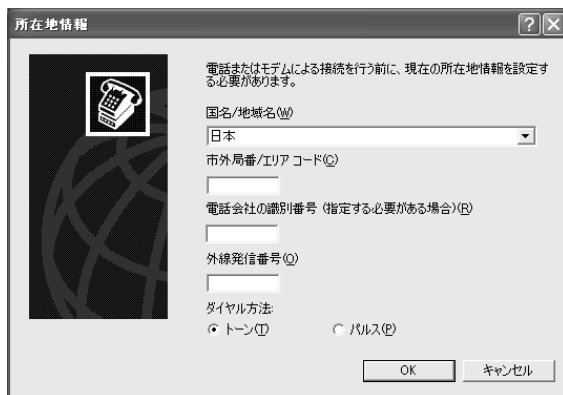 所在地情報
電話またはモデムによる接続を行う前に、現在の所在地情報を設定す
る必要があります。
国名/地域名(W)
日本
市外局番/エリア コード(C)
電話会社の識別番号 (指定する必要がある場合)(R)
外線発信番号(O)
ダイヤル方法:
トーン(T) パルス(P)
OK キャンセル